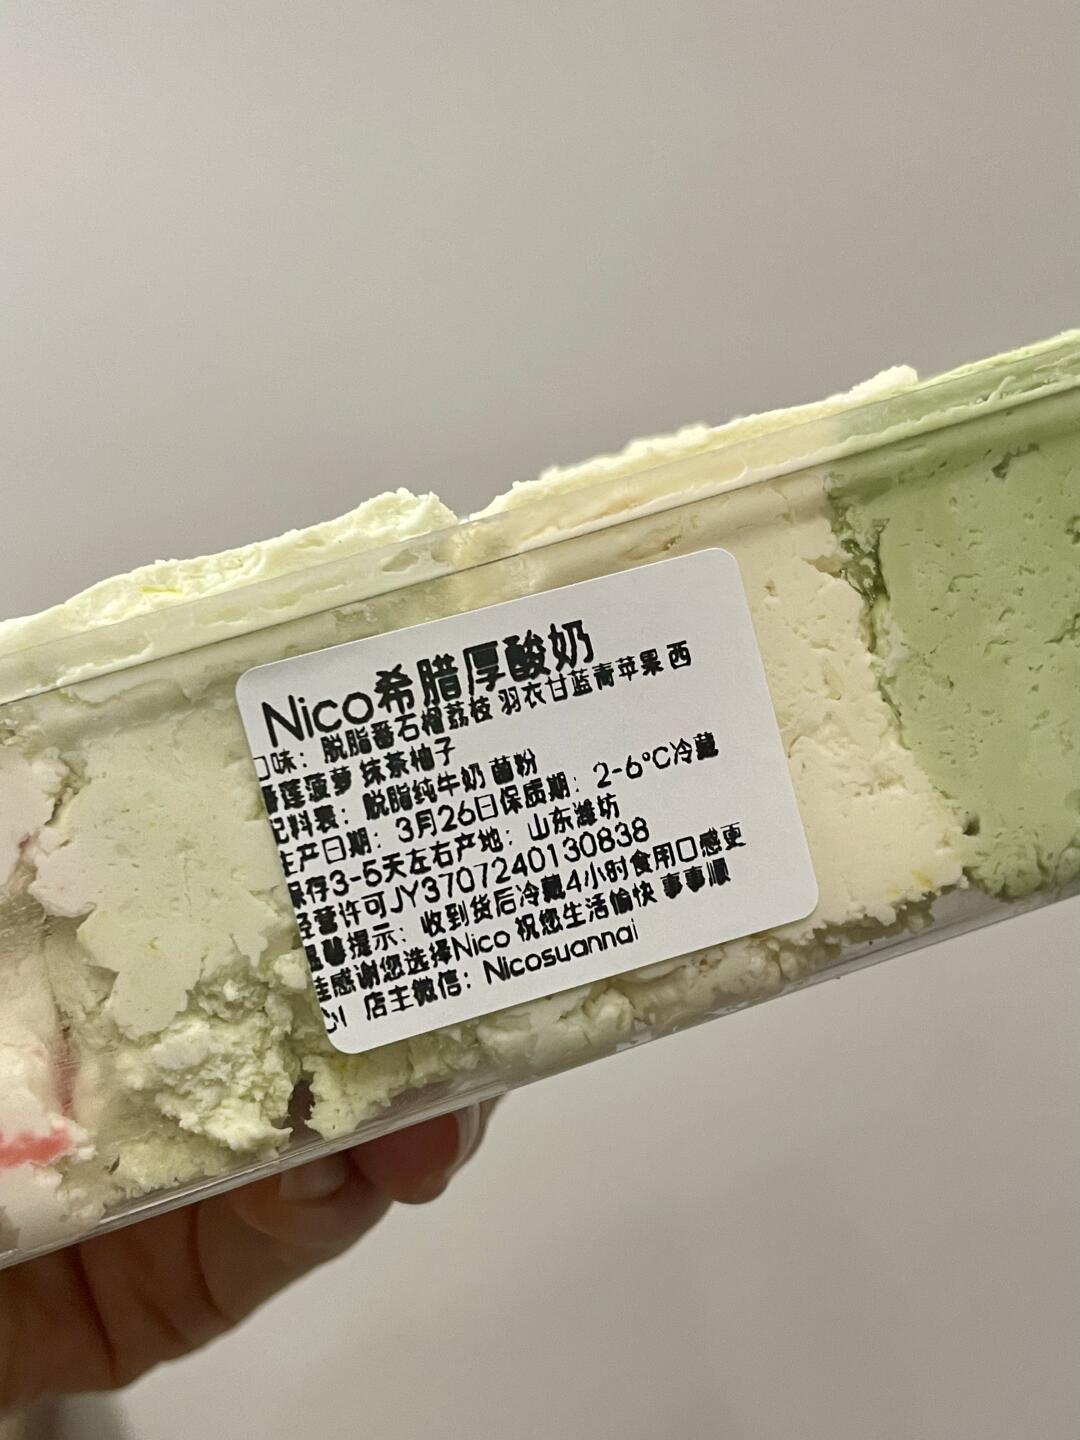 Nico希腊厚酸奶
口味：脱脂番石榴荔枝 羽衣甘蓝青苹果 西
番莲菠萝 抹茶柚子
配料表：脱脂纯牛奶 菌粉
生产日期：3月26日保质期：2-6°C冷藏
保存3-5天左右产地：山东潍坊
经营许可JY3707240130838
温馨提示：收到货后冷藏4小时食用口感更
佳感谢您选择Nico 祝您生活愉快 事事顺
心! 店主微信：Nicosuannai